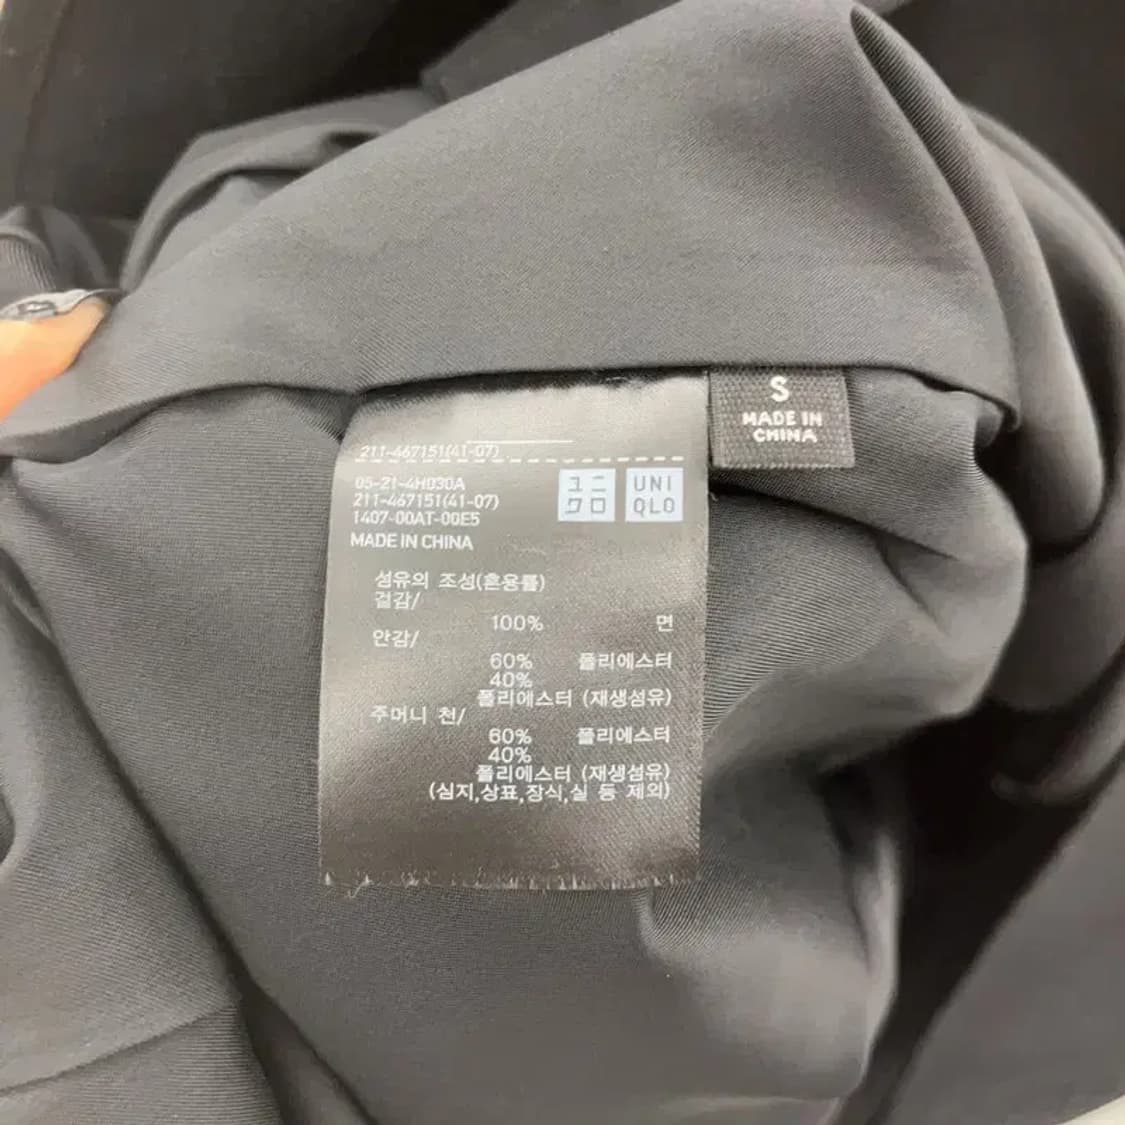 S
MADE IN
CHINA
211-467151(41-07)
05-21-4H030A
211-467151(41-07)
1407-00AT-00E5
MADE IN CHINA
ユニ
クロ
UNI
QLO
섬유의 조성(혼용률)
겉감/
100% 면
안감/
60% 폴리에스터
40%
폴리에스터 (재생섬유)
주머니 천/
60% 폴리에스터
40%
폴리에스터 (재생섬유)
(심지,상표,장식,실 등 제외)